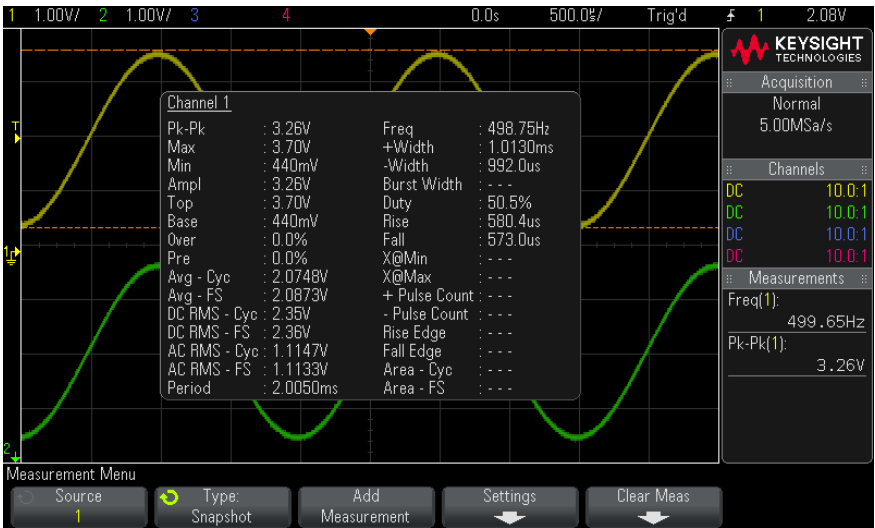 1 1.00V/ 2 1.00V/ 3 4 0.0s 500.0µ/ Trig'd 1 2.08V
KEYSIGHT
TECHNOLOGIES
Acquisition
Normal
5.00MSa/s
Channels
DC 10.0:1
DC 10.0:1
DC 10.0:1
DC 10.0:1
Measurements
Freq(1):
499.65Hz
Pk-Pk(1):
3.26V
T
1
2
Channel 1
Pk-Pk : 3.26V Freq : 498.75Hz
Max : 3.70V +Width : 1.0130ms
Min : 440mV -Width : 992.0us
Ampl : 3.26V Burst Width : - - -
Top : 3.70V Duty : 50.5%
Base : 440mV Rise : 580.4us
Over : 0.0% Fall : 573.0us
Pre : 0.0% X@Min : - - -
Avg - Cyc : 2.0748V X@Max : - - -
Avg - FS : 2.0873V + Pulse Count : - - -
DC RMS - Cyc : 2.35V - Pulse Count : - - -
DC RMS - FS : 2.36V Rise Edge : - - -
AC RMS - Cyc : 1.1147V Fall Edge : - - -
AC RMS - FS : 1.1133V Area - Cyc : - - -
Period : 2.0050ms Area - FS : - - -
Measurement Menu
Source
1
Type:
Snapshot
Add
Measurement
Settings
Clear Meas